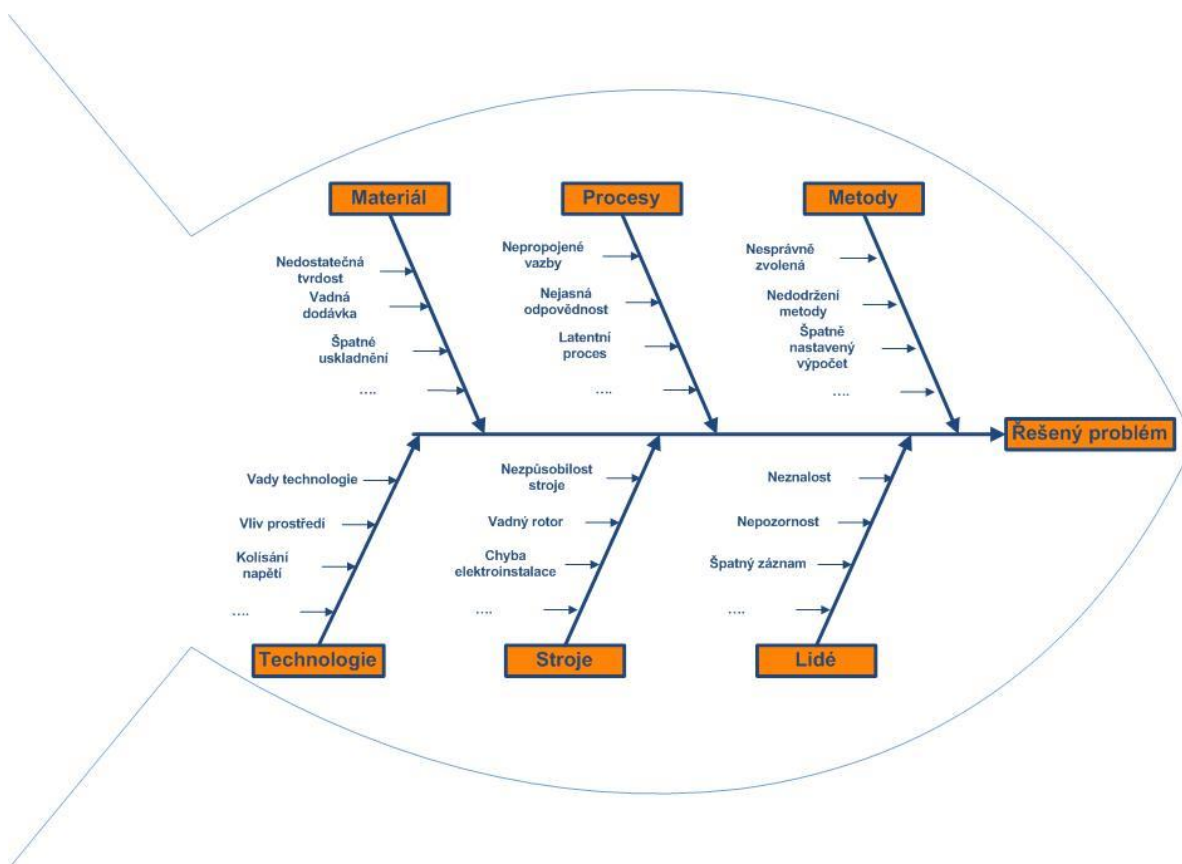 Materiál
Procesy
Metody
Nedostatečná
tvrdost
Vadná
dodávka
Špatné
uskladnění
....
Nepropojené
vazby
Nejasná
odpovědnost
Latentní
proces
....
Nesprávně
zvolená
Nedodržení
metody
Špatně
nastavený
výpočet
....
Řešený problém
Vady technologie
Vliv prostředí
Kolísání
napětí
....
Nezpůsobilost
stroje
Vadný rotor
Chyba
elektroinstalace
....
Neznalost
Nepozornost
Špatný záznam
....
Technologie
Stroje
Lidé